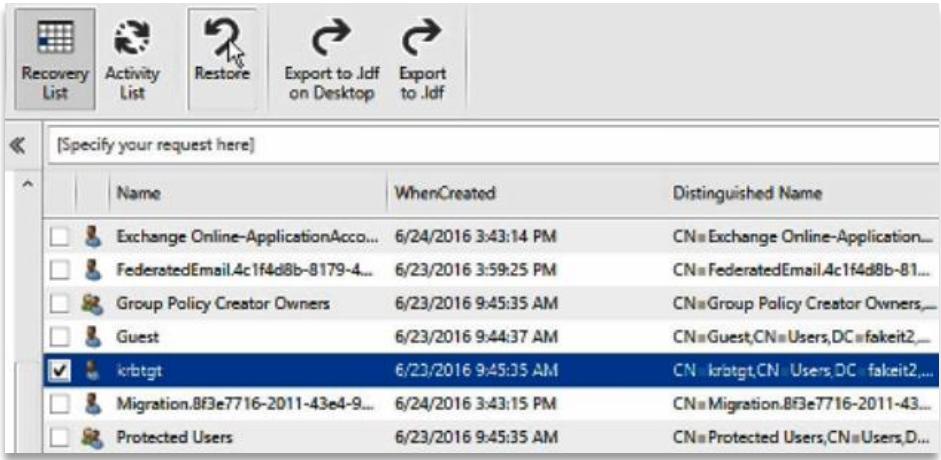 Recovery List
Activity List
Restore
Export to .ldf on Desktop
Export to .ldf
[Specify your request here]
Name WhenCreated Distinguished Name
Exchange Online-ApplicationAcco... 6/24/2016 3:43:14 PM CN=Exchange Online-Application...
FederatedEmail.4c1f4d8b-8179-4... 6/23/2016 3:59:25 PM CN=FederatedEmail.4c1f4d8b-81...
Group Policy Creator Owners 6/23/2016 9:45:35 AM CN=Group Policy Creator Owners,...
Guest 6/23/2016 9:44:37 AM CN=Guest,CN=Users,DC=fakeit2,...
krbtgt 6/23/2016 9:45:35 AM CN=krbtgt,CN=Users,DC=fakeit2,...
Migration.8f3e7716-2011-43e4-9... 6/24/2016 3:43:15 PM CN=Migration.8f3e7716-2011-43...
Protected Users 6/23/2016 9:45:35 AM CN=Protected Users,CN=Users,D...